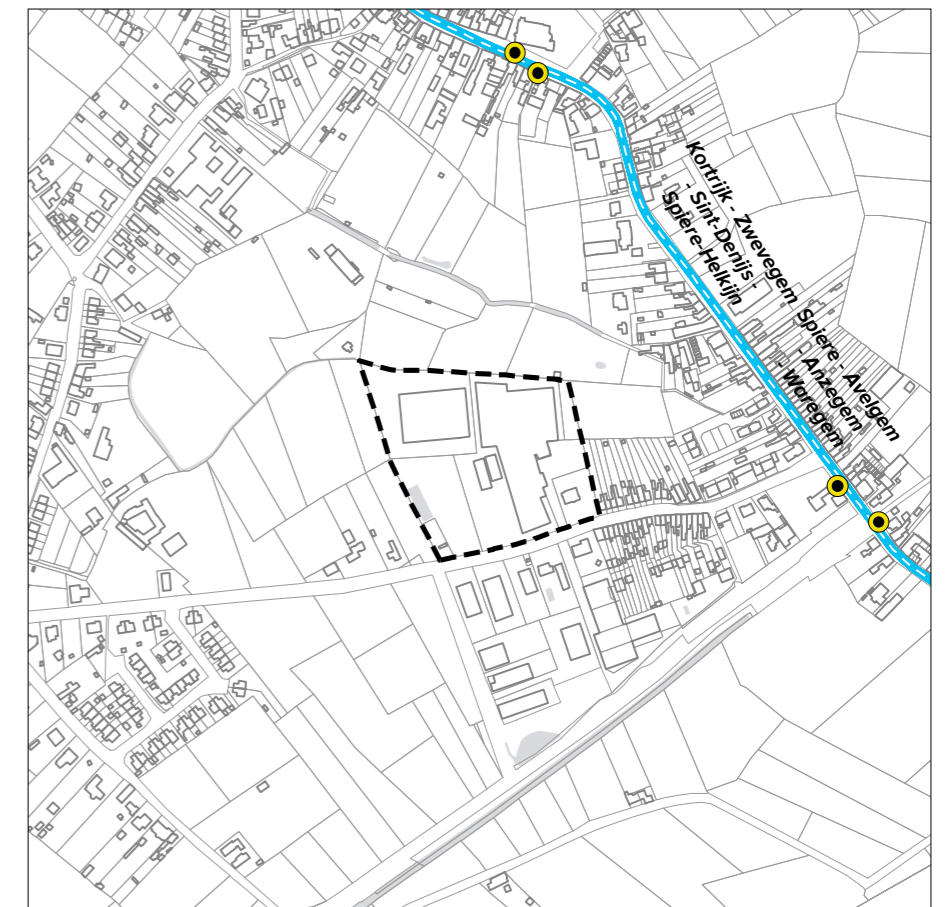 Kortrijk - Zwevegem
- Sint-Denijs -
Spiere-Helkijn
Spiere - Avelgem
- Anzegem
- Waregem